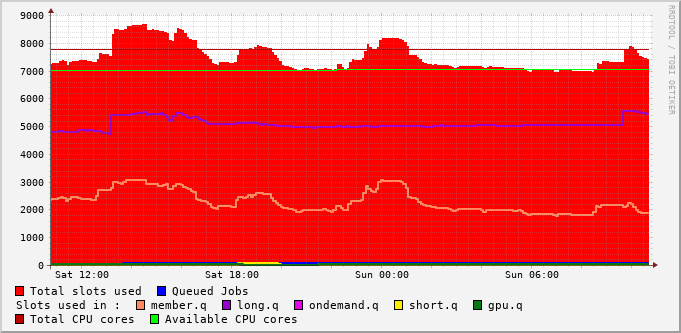 9000
8000
7000
6000
5000
4000
3000
2000
1000
0
Sat 12:00 Sat 18:00 Sun 00:00 Sun 06:00
RRDTOOL / TOBI OETIKER
Total slots used Queued Jobs
Slots used in : member.q long.q ondemand.q short.q gpu.q
Total CPU cores Available CPU cores